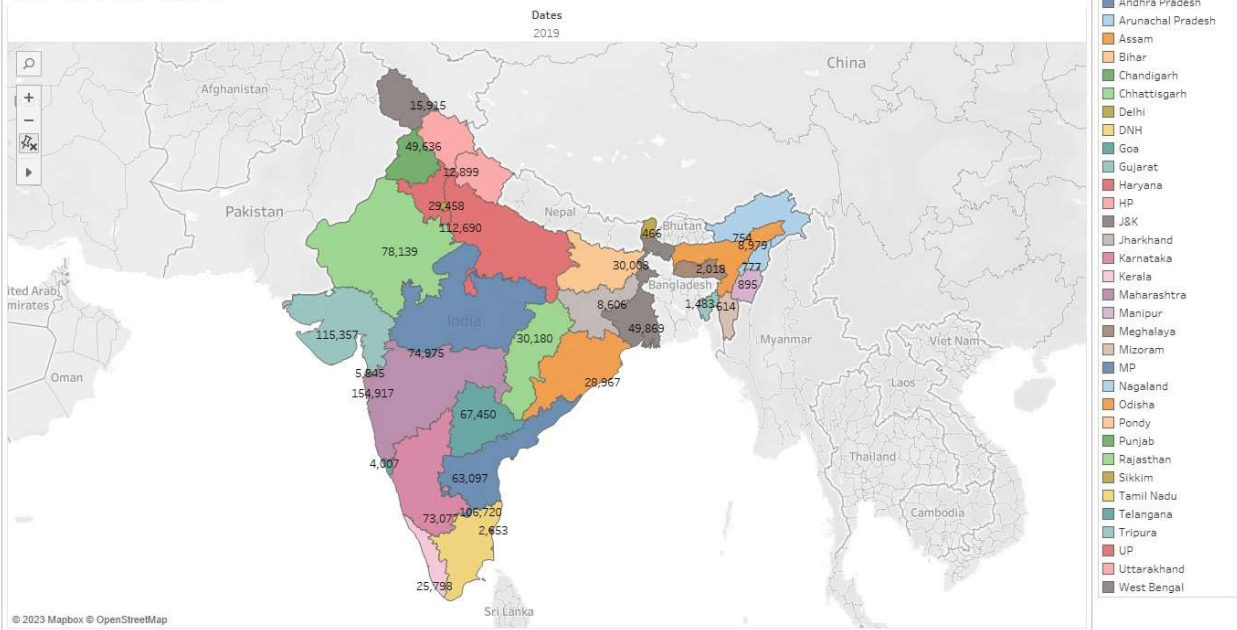 Dates
2019
China
Afghanistan
15,915
49,636
12,899
Pakistan
Nepal
29,458
112,690
Bhutan
466
754
8,979
78,139
30,008
2,018
777
Bangladesh
895
8,606
1,483
614
India
115,357
30,180
49,869
Myanmar
Viet Nam
74,975
5,845
Oman
Laos
28,967
154,917
67,450
Thailand
4,007
63,097
Cambodia
106,720
73,077
2,653
25,793
Sri Lanka
© 2023 Mapbox © OpenStreetMap
Andhra Pradesh
Arunachal Pradesh
Assam
Bihar
Chandigarh
Chhattisgarh
Delhi
DNH
Goa
Gujarat
Haryana
HP
J&K
Jharkhand
Karnataka
Kerala
Maharashtra
Manipur
Meghalaya
Mizoram
MP
Nagaland
Odisha
Pondy
Punjab
Rajasthan
Sikkim
Tamil Nadu
Telangana
Tripura
UP
Uttarakhand
West Bengal